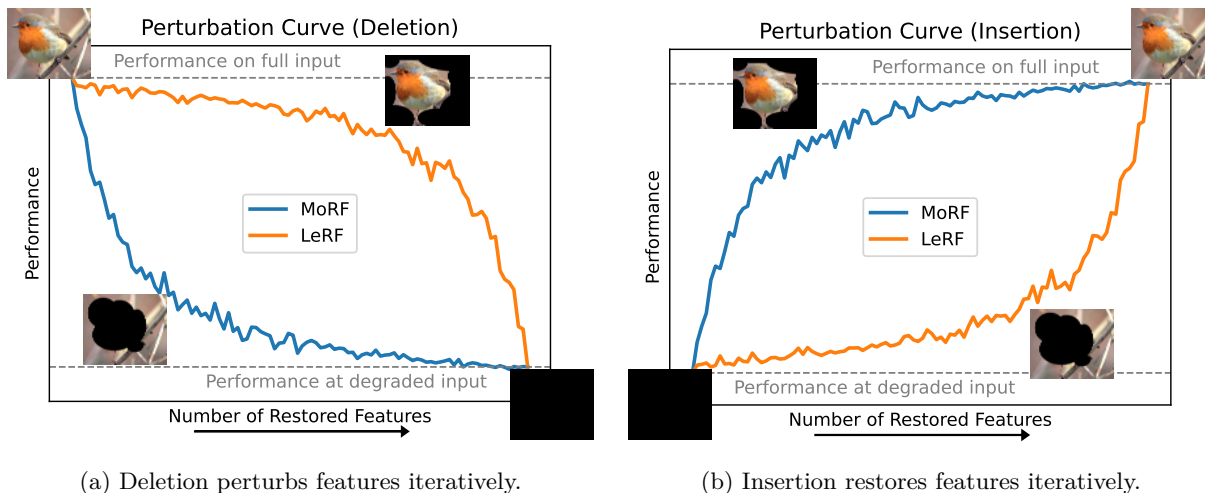 Perturbation Curve (Deletion)
Performance on full input
Performance
MoRF
LeRF
Performance at degraded input
Number of Restored Features
(a) Deletion perturbs features iteratively.
Perturbation Curve (Insertion)
Performance on full input
Performance
MoRF
LeRF
Performance at degraded input
Number of Restored Features
(b) Insertion restores features iteratively.